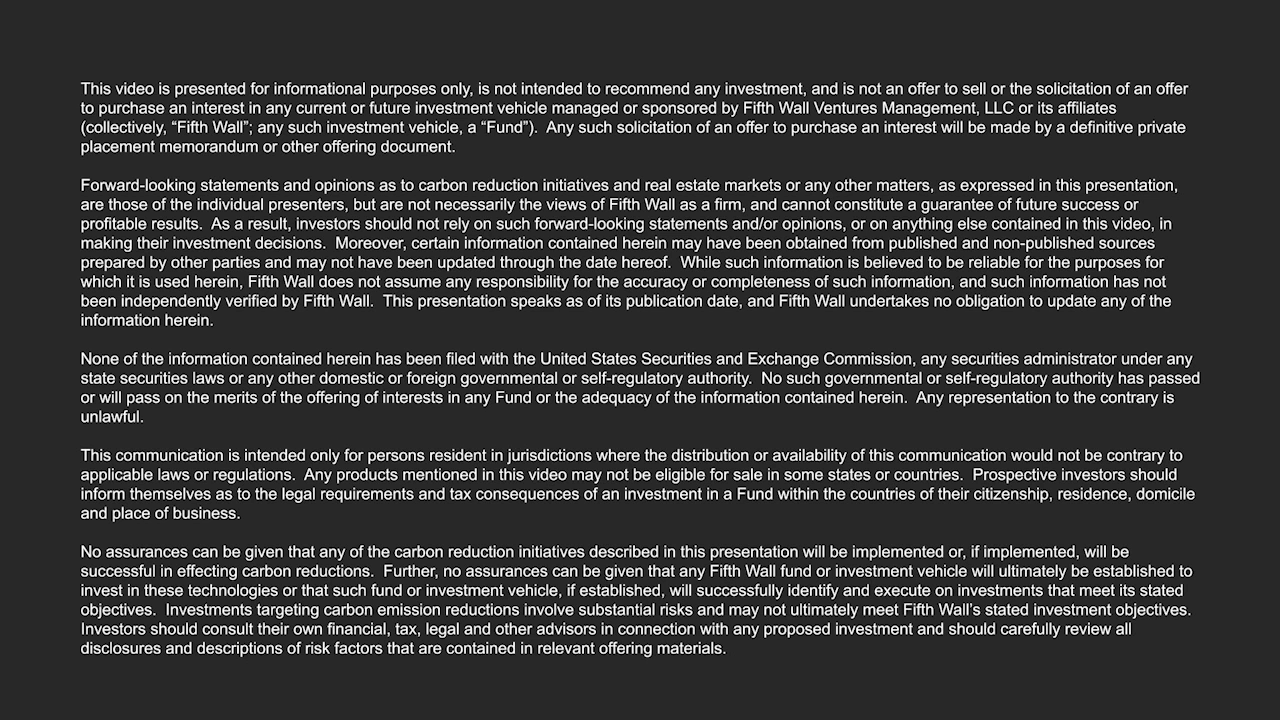 This video is presented for informational purposes only, is not intended to recommend any investment, and is not an offer to sell or the solicitation of an offer
to purchase an interest in any current or future investment vehicle managed or sponsored by Fifth Wall Ventures Management, LLC or its affiliates
(collectively, “Fifth Wall”; any such investment vehicle, a “Fund”).  Any such solicitation of an offer to purchase an interest will be made by a definitive private
placement memorandum or other offering document.
Forward-looking statements and opinions as to carbon reduction initiatives and real estate markets or any other matters, as expressed in this presentation,
are those of the individual presenters, but are not necessarily the views of Fifth Wall as a firm, and cannot constitute a guarantee of future success or
profitable results.  As a result, investors should not rely on such forward-looking statements and/or opinions, or on anything else contained in this video, in
making their investment decisions.  Moreover, certain information contained herein may have been obtained from published and non-published sources
prepared by other parties and may not have been updated through the date hereof.  While such information is believed to be reliable for the purposes for
which it is used herein, Fifth Wall does not assume any responsibility for the accuracy or completeness of such information, and such information has not
been independently verified by Fifth Wall.  This presentation speaks as of its publication date, and Fifth Wall undertakes no obligation to update any of the
information herein.
None of the information contained herein has been filed with the United States Securities and Exchange Commission, any securities administrator under any
state securities laws or any other domestic or foreign governmental or self-regulatory authority.  No such governmental or self-regulatory authority has passed
or will pass on the merits of the offering of interests in any Fund or the adequacy of the information contained herein.  Any representation to the contrary is
unlawful.
This communication is intended only for persons resident in jurisdictions where the distribution or availability of this communication would not be contrary to
applicable laws or regulations.  Any products mentioned in this video may not be eligible for sale in some states or countries.  Prospective investors should
inform themselves as to the legal requirements and tax consequences of an investment in a Fund within the countries of their citizenship, residence, domicile
and place of business.
No assurances can be given that any of the carbon reduction initiatives described in this presentation will be implemented or, if implemented, will be
successful in effecting carbon reductions.  Further, no assurances can be given that any Fifth Wall fund or investment vehicle will ultimately be established to
invest in these technologies or that such fund or investment vehicle, if established, will successfully identify and execute on investments that meet its stated
objectives.  Investments targeting carbon emission reductions involve substantial risks and may not ultimately meet Fifth Wall’s stated investment objectives.
Investors should consult their own financial, tax, legal and other advisors in connection with any proposed investment and should carefully review all
disclosures and descriptions of risk factors that are contained in relevant offering materials.